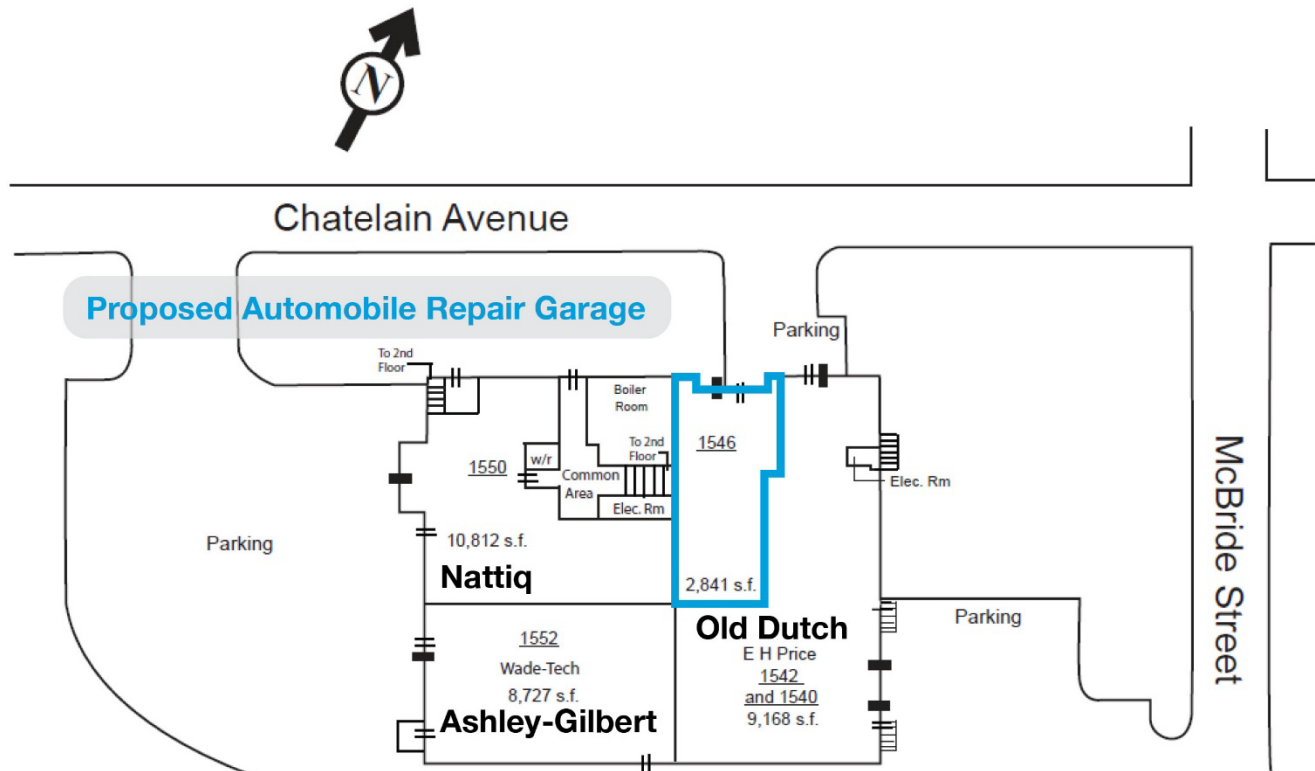 N
Chatelain Avenue
Proposed Automobile Repair Garage
Parking
To 2nd
Floor
Boiler
Room
1546
To 2nd
Floor
w/r
1550
Common
Area
Elec. Rm
Elec. Rm
McBride Street
Parking
10,812 s.f.
Nattiq
2,841 s.f.
Old Dutch
E H Price
1542
and 1540
9,168 s.f.
Parking
1552
Wade-Tech
8,727 s.f.
Ashley-Gilbert